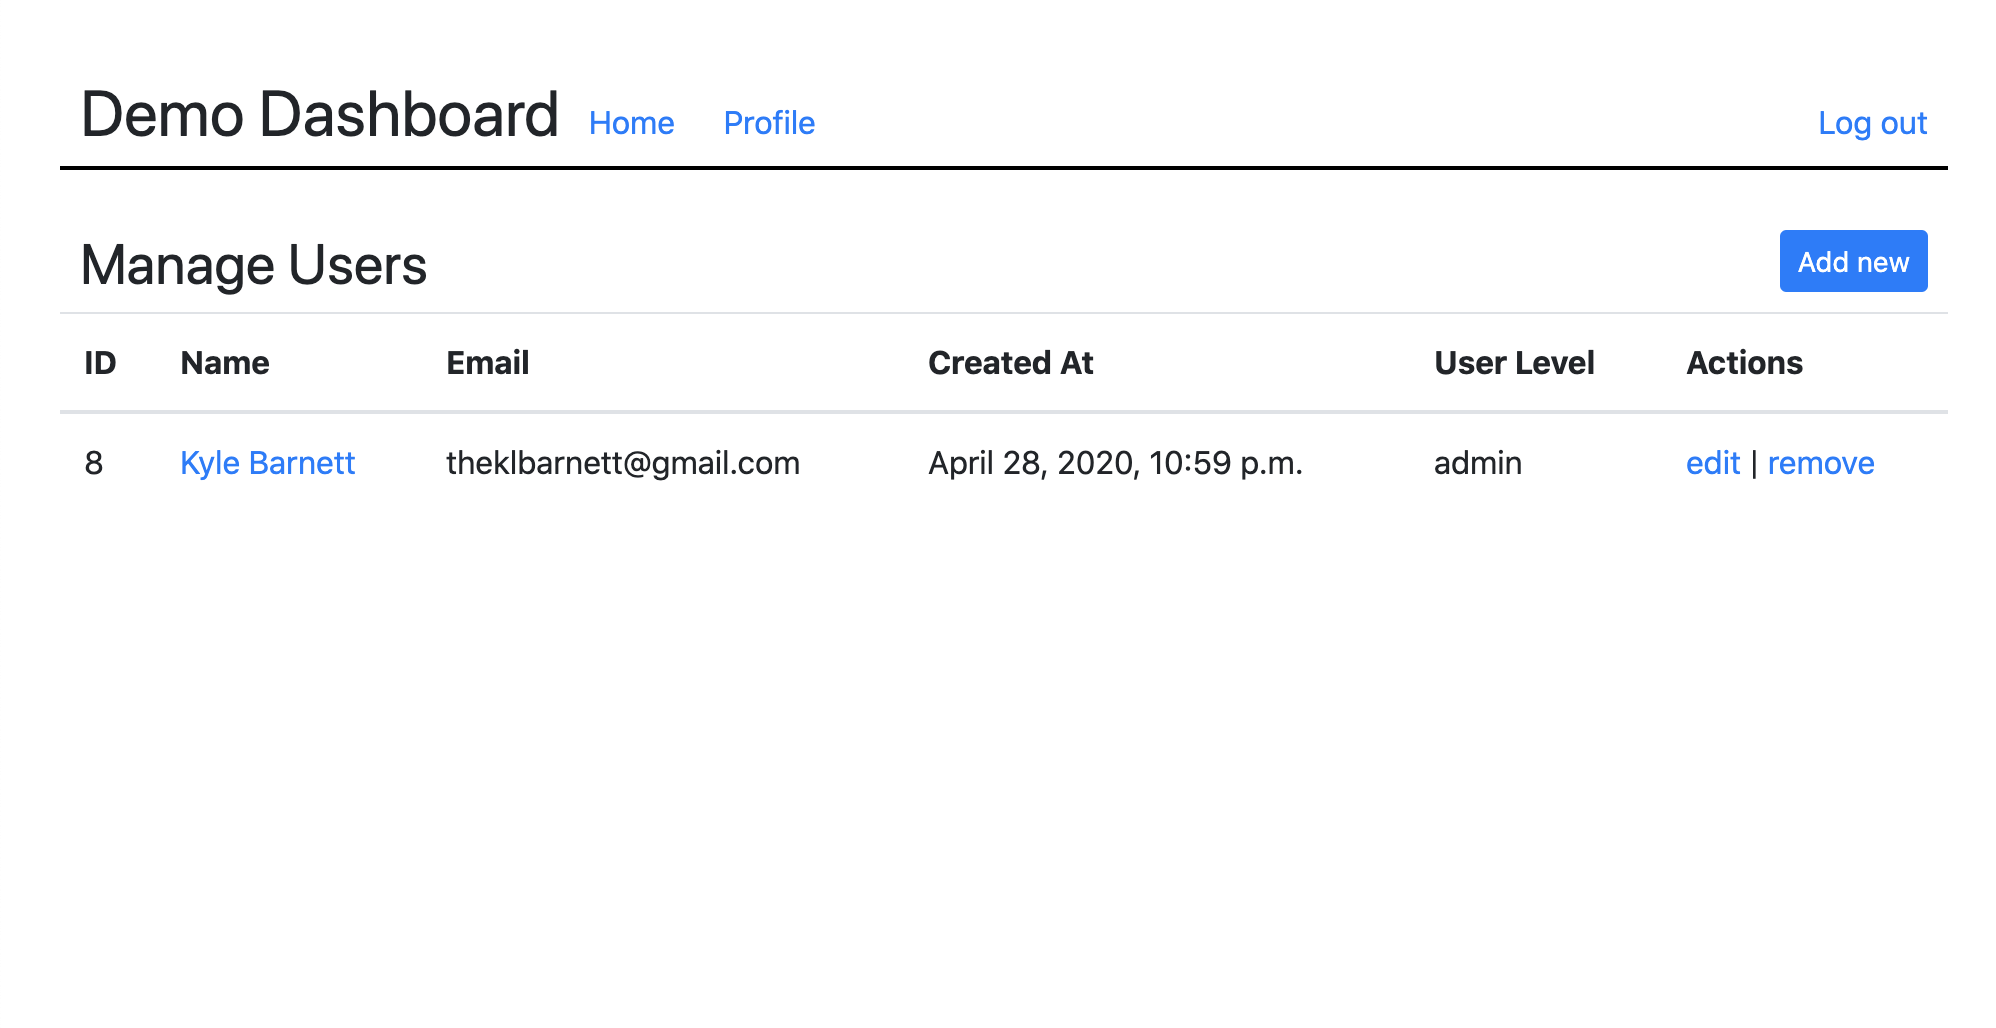 Demo Dashboard Home Profile Log out
Manage Users Add new
ID Name Email Created At User Level Actions
8 Kyle Barnett theklbarnett@gmail.com April 28, 2020, 10:59 p.m. admin edit | remove